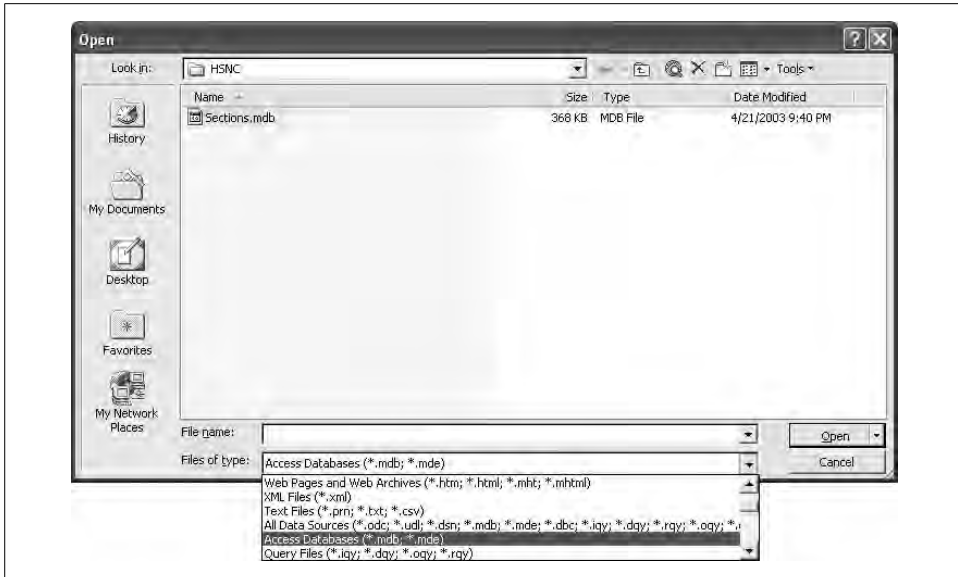 Open
Look in:
HSNC
Tools
Name Size Type Date Modified
Sections.mdb 368 KB MDB File 4/21/2003 9:40 PM
History
My Documents
Desktop
Favorites
My Network
Places
File name:
Open
Files of type: Access Databases (*.mdb; *.mde)
Cancel
Web Pages and Web Archives (*.htm; *.html; *.mht; *.mhtml)
XML Files (*.xml)
Text Files (*.prn; *.txt; *.csv)
All Data Sources (*.odc; *.udl; *.dsn; *.mdb; *.mde; *.dbc; *.iqy; *.dqy; *.rqy; *.oqy; *.
Access Databases (*.mdb; *.mde)
Query Files (*.iqy; *.dqy; *.oqy; *.rqy)